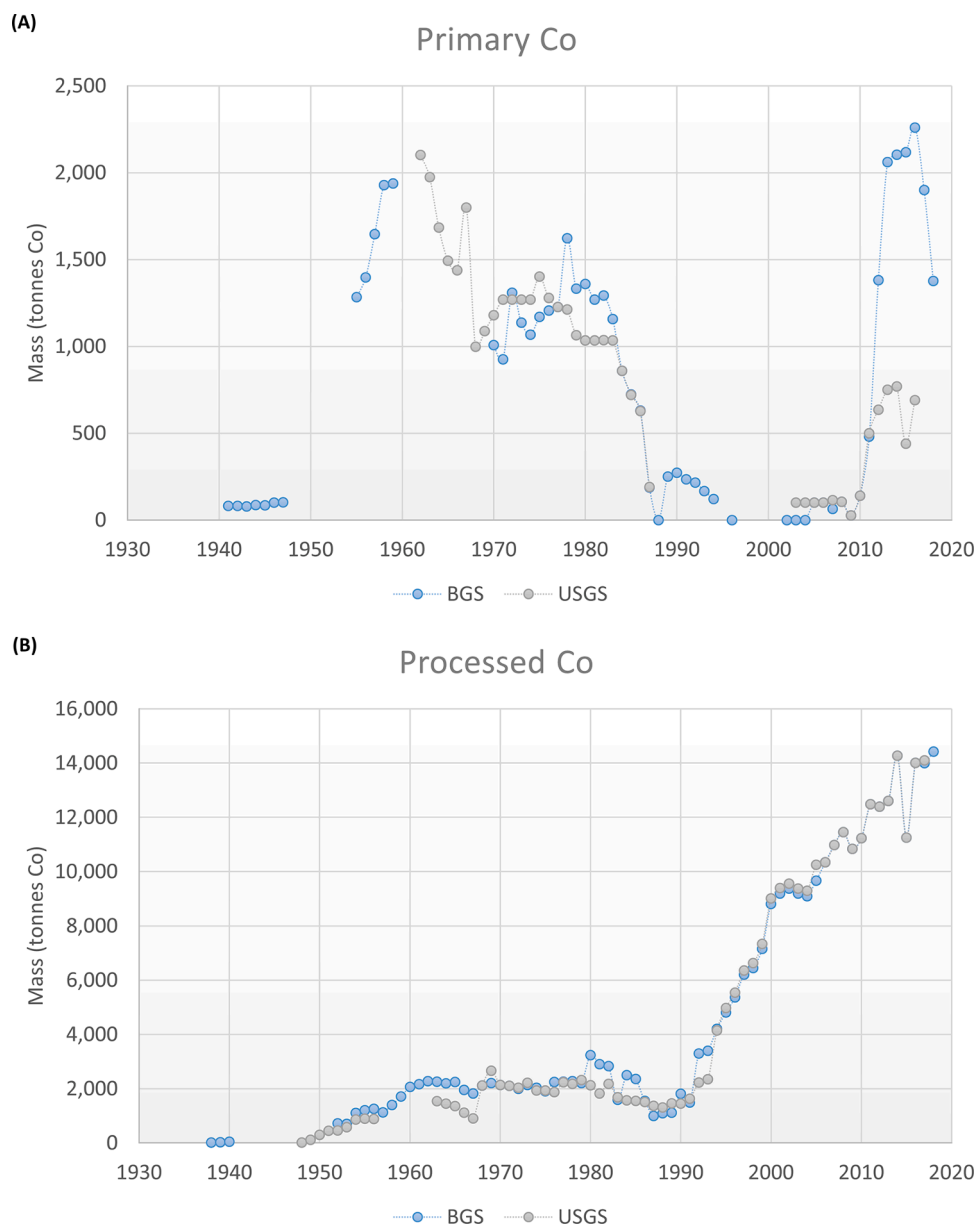 (A)
Primary Co
2,500
2,000
1,500
1,000
500
0
Mass (tonnes Co)
1930 1940 1950 1960 1970 1980 1990 2000 2010 2020
BGS USGS
(B)
Processed Co
16,000
14,000
12,000
10,000
8,000
6,000
4,000
2,000
0
Mass (tonnes Co)
1930 1940 1950 1960 1970 1980 1990 2000 2010 2020
BGS USGS